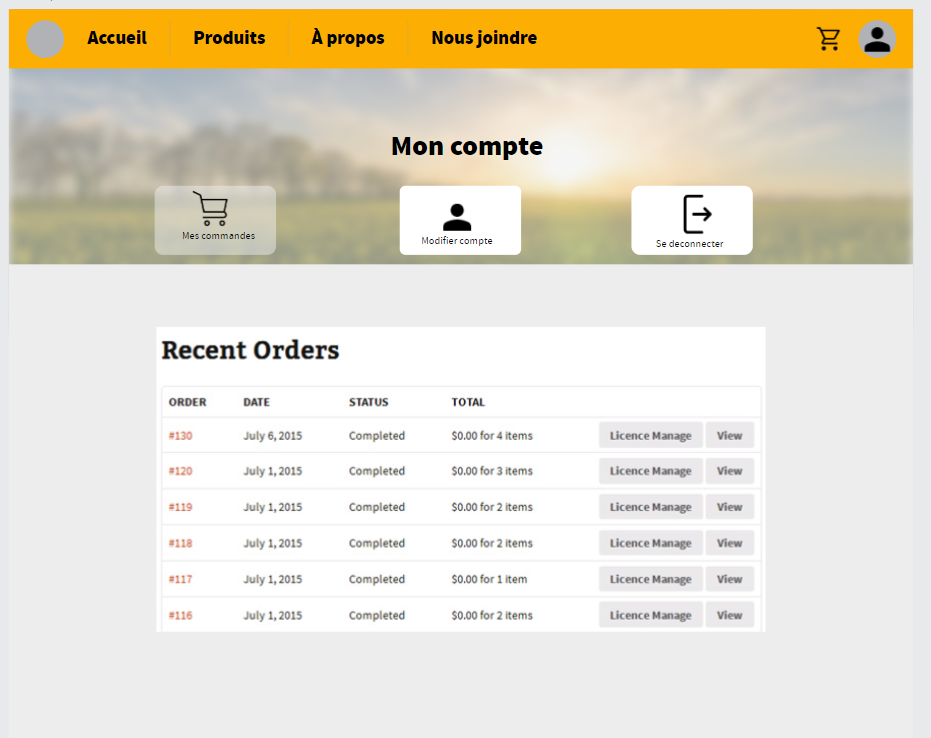 Accueil Produits À propos Nous joindre
Mon compte
Mes commandes Modifier compte Se deconnecter
Recent Orders
ORDER DATE STATUS TOTAL
#130 July 6, 2015 Completed $0.00 for 4 items Licence Manage View
#120 July 1, 2015 Completed $0.00 for 3 items Licence Manage View
#119 July 1, 2015 Completed $0.00 for 2 items Licence Manage View
#118 July 1, 2015 Completed $0.00 for 2 items Licence Manage View
#117 July 1, 2015 Completed $0.00 for 1 item Licence Manage View
#116 July 1, 2015 Completed $0.00 for 2 items Licence Manage View